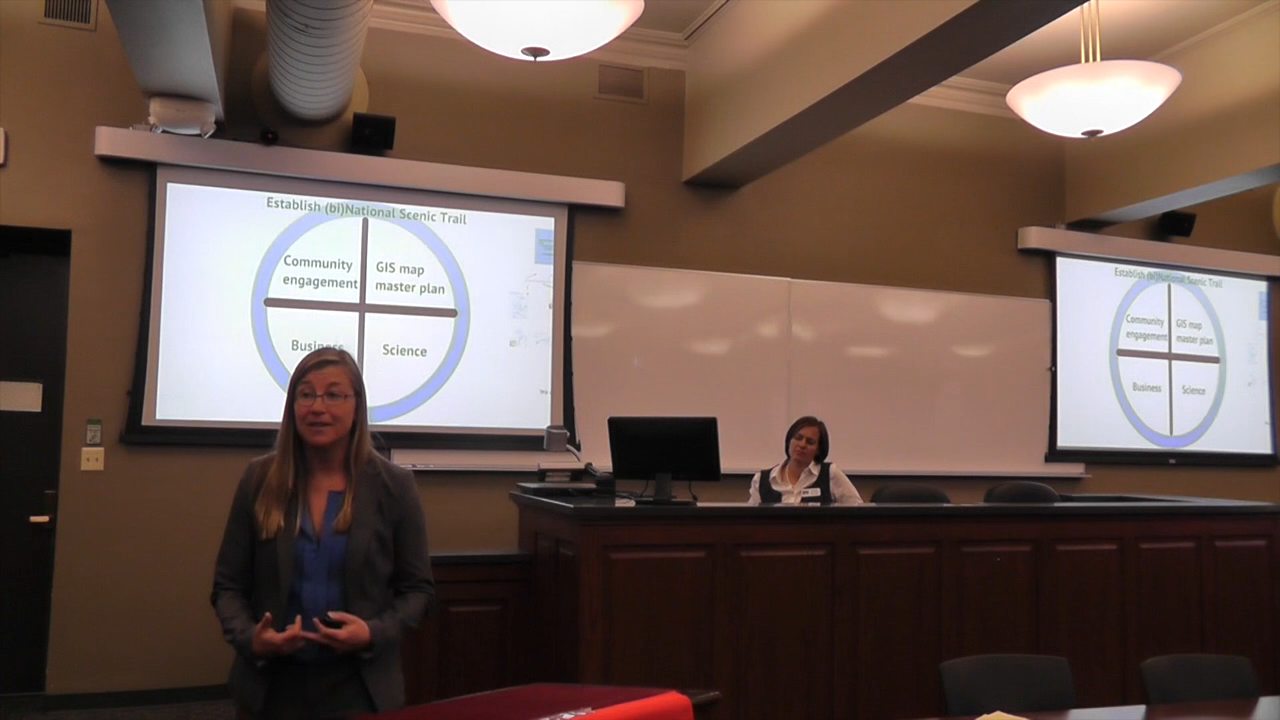 Establish (bi)National Scenic Trail
Community
engagement
GIS map
master plan
Business
Science
Establish (bi)National Scenic Trail
Community
engagement
GIS map
master plan
Business
Science